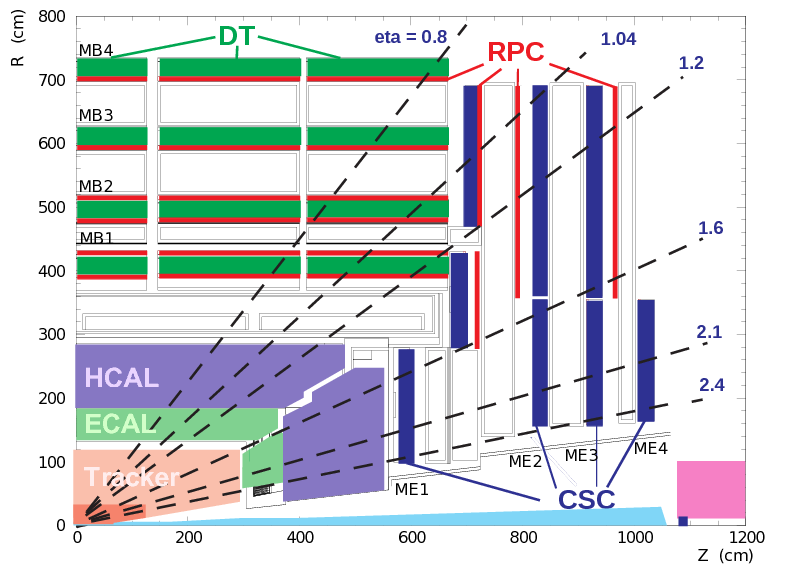 R (cm)
800
700
600
500
400
300
200
100
0
0
200
400
600
800
1000
1200
Z (cm)
DT
eta = 0.8
RPC
1.04
1.2
1.6
2.1
2.4
MB4
MB3
MB2
MB1
HCAL
ECAL
Tracker
ME1
ME2
ME3
ME4
CSC